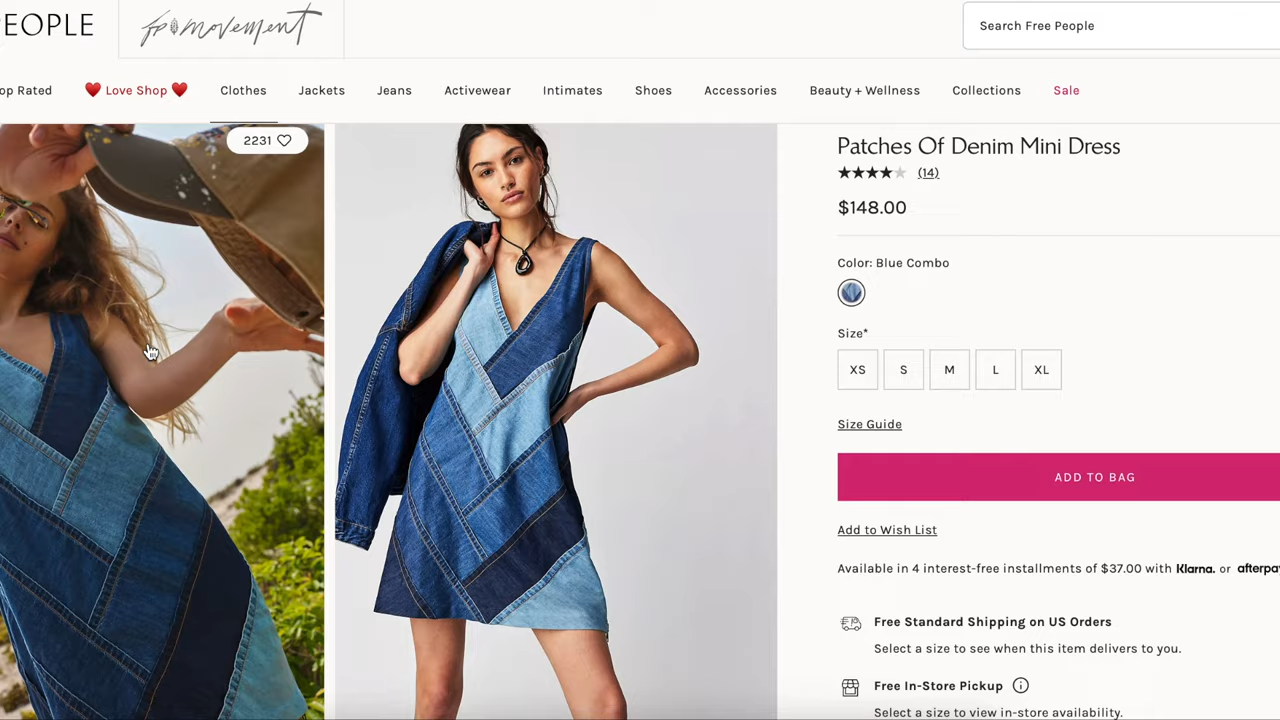 EOPLE
fp movement
Search Free People
op Rated
Love Shop
Clothes
Jackets
Jeans
Activewear
Intimates
Shoes
Accessories
Beauty + Wellness
Collections
Sale
2231
Patches Of Denim Mini Dress
(14)
$148.00
Color: Blue Combo
Size*
XS S M L XL
Size Guide
ADD TO BAG
Add to Wish List
Available in 4 interest-free installments of $37.00 with Klarna. or afterpay
Free Standard Shipping on US Orders
Select a size to see when this item delivers to you.
Free In-Store Pickup
Select a size to view in-store availability.